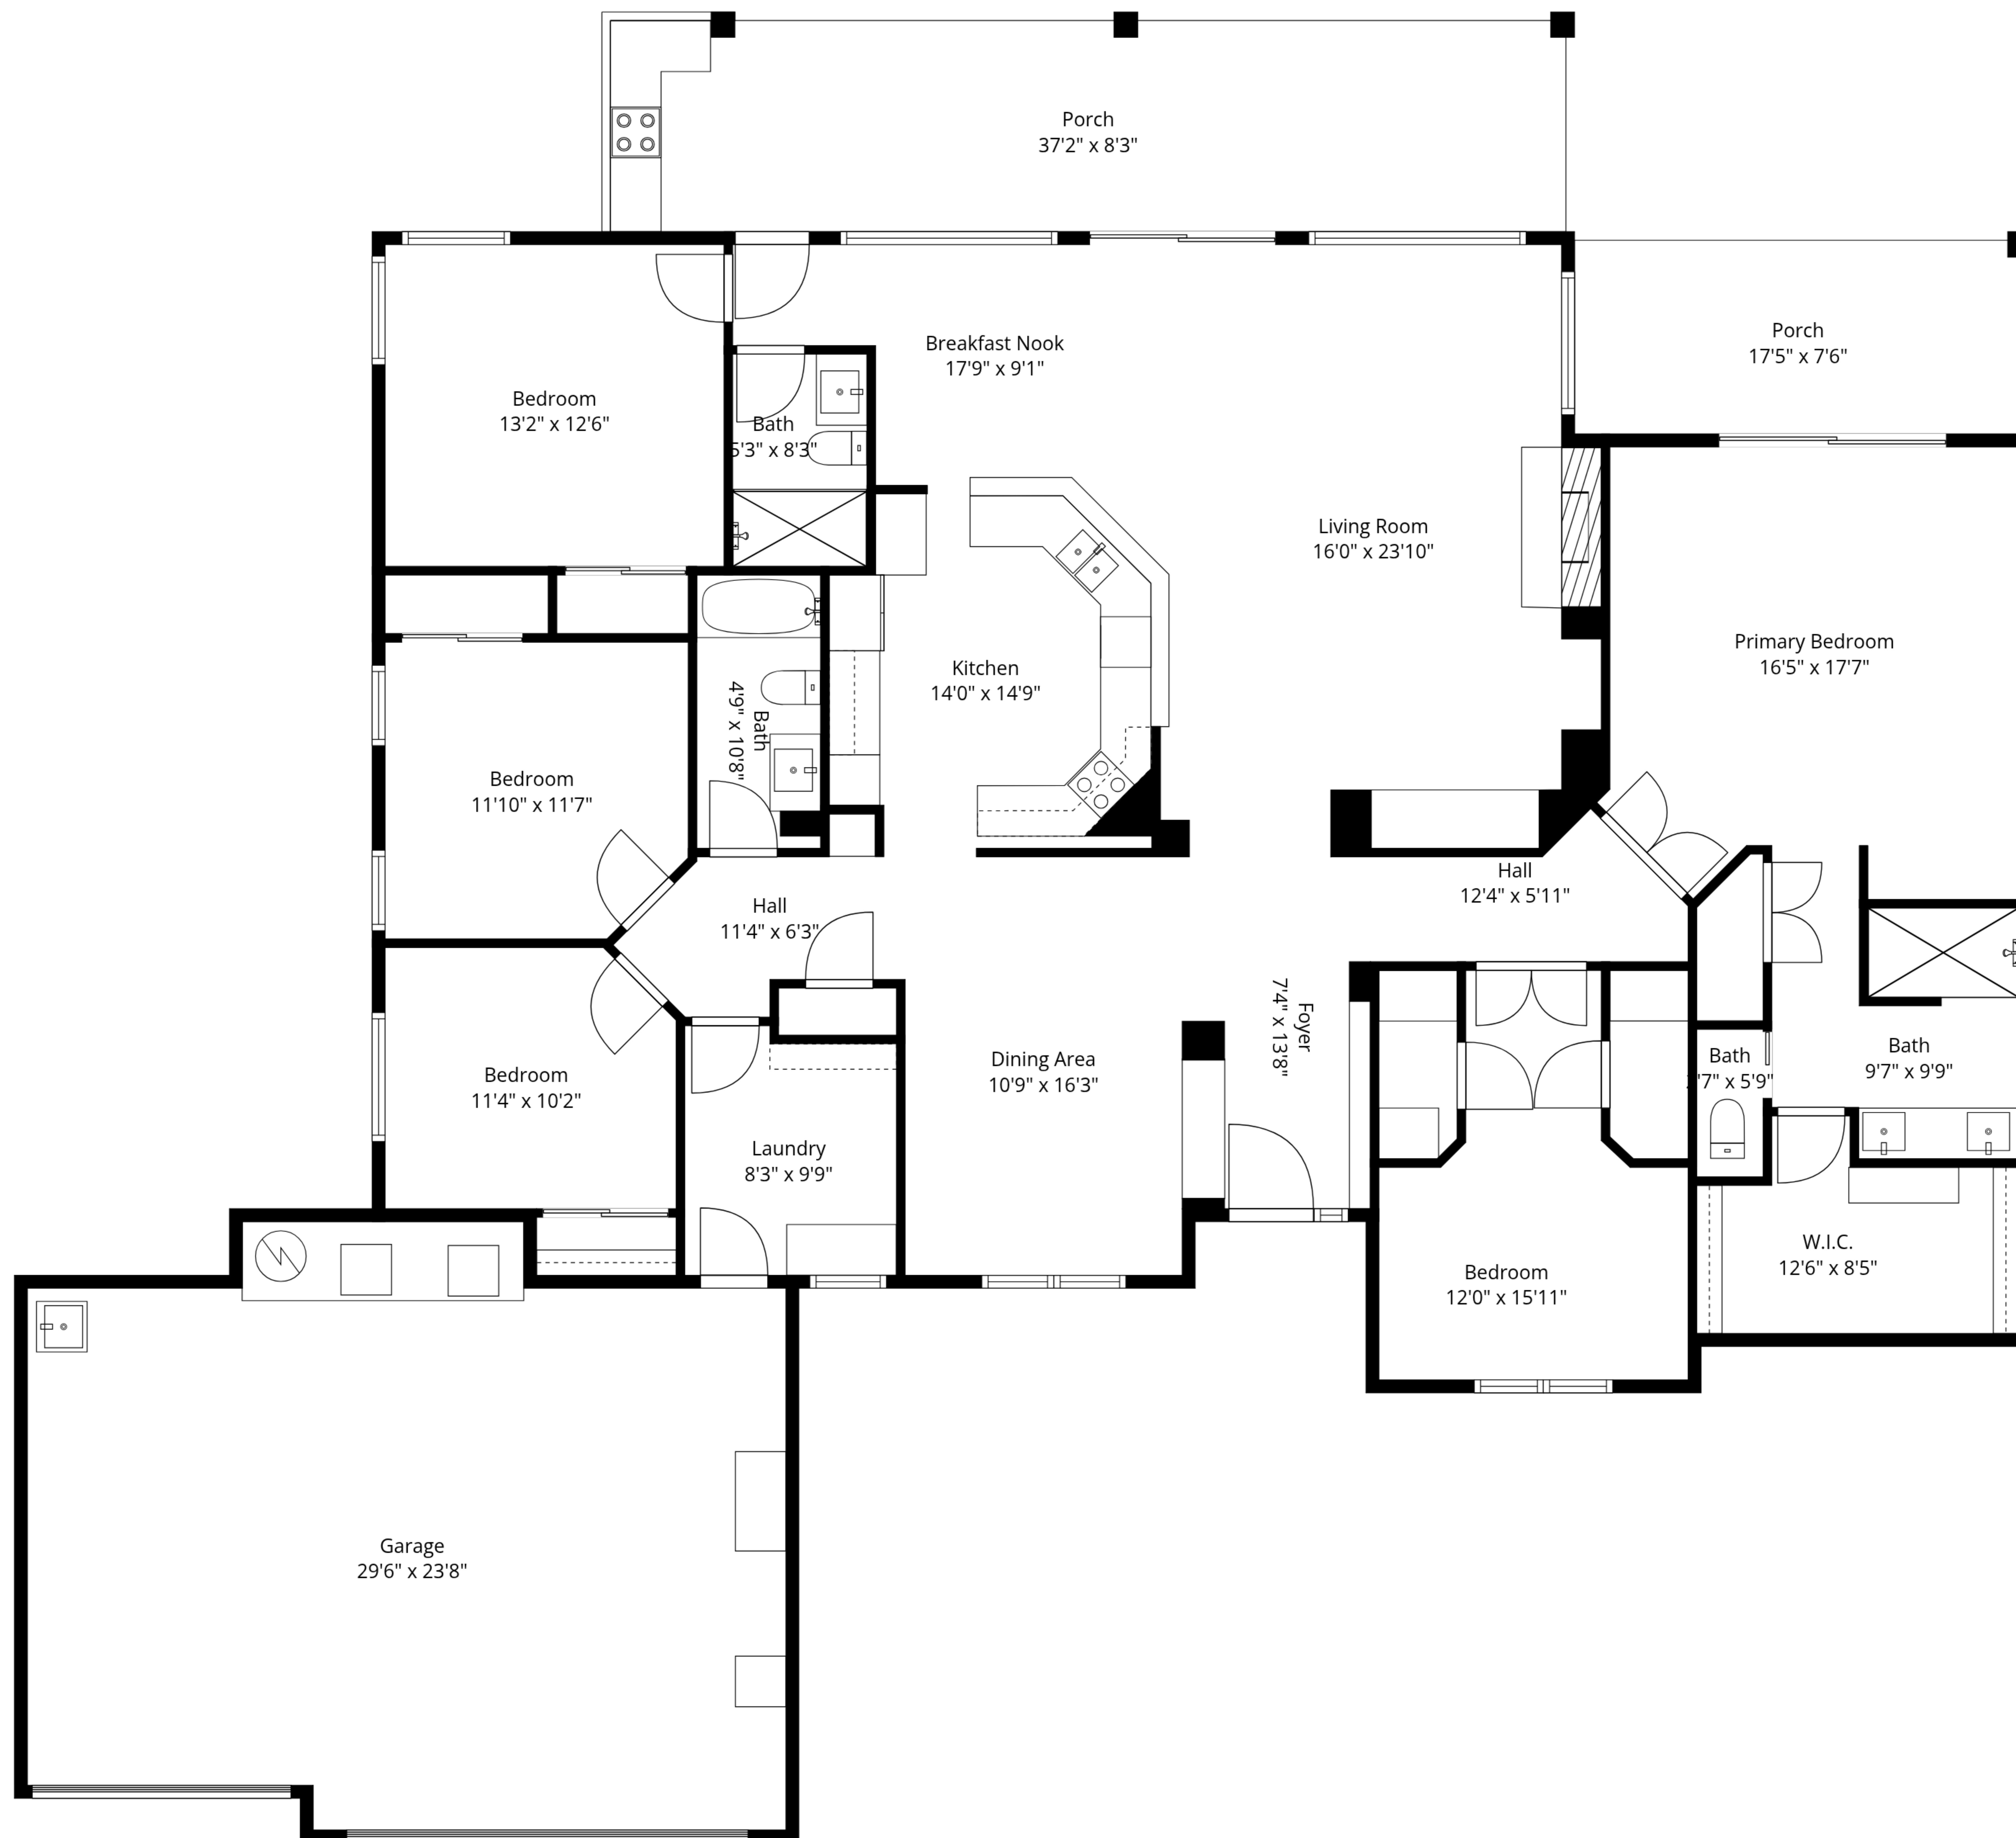 Porch
37'2" x 8'3"
Porch
17'5" x 7'6"
Breakfast Nook
17'9" x 9'1"
Bedroom
13'2" x 12'6"
Bath
5'3" x 8'3"
Living Room
16'0" x 23'10"
Primary Bedroom
16'5" x 17'7"
Kitchen
14'0" x 14'9"
Bath
4'9" x 10'8"
Bedroom
11'10" x 11'7"
Hall
12'4" x 5'11"
Hall
11'4" x 6'3"
Foyer
7'4" x 13'8"
Dining Area
10'9" x 16'3"
Bath
x 5'9"
Bath
9'7" x 9'9"
Bedroom
11'4" x 10'2"
Laundry
8'3" x 9'9"
W.I.C.
12'6" x 8'5"
Bedroom
12'0" x 15'11"
Garage
29'6" x 23'8"